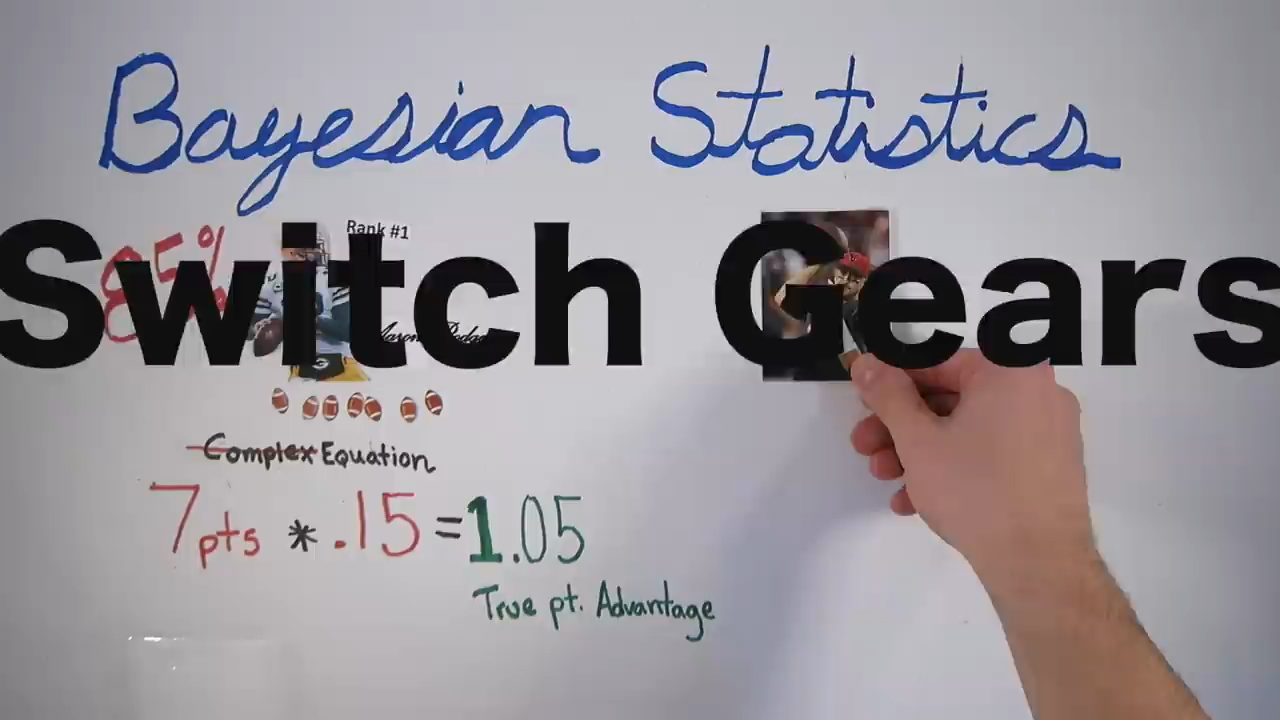 Bayesian Statistics
Switch Gears
85%
Rank #1
Complex Equation
7pts * .15 = 1.05
True pt. Advantage